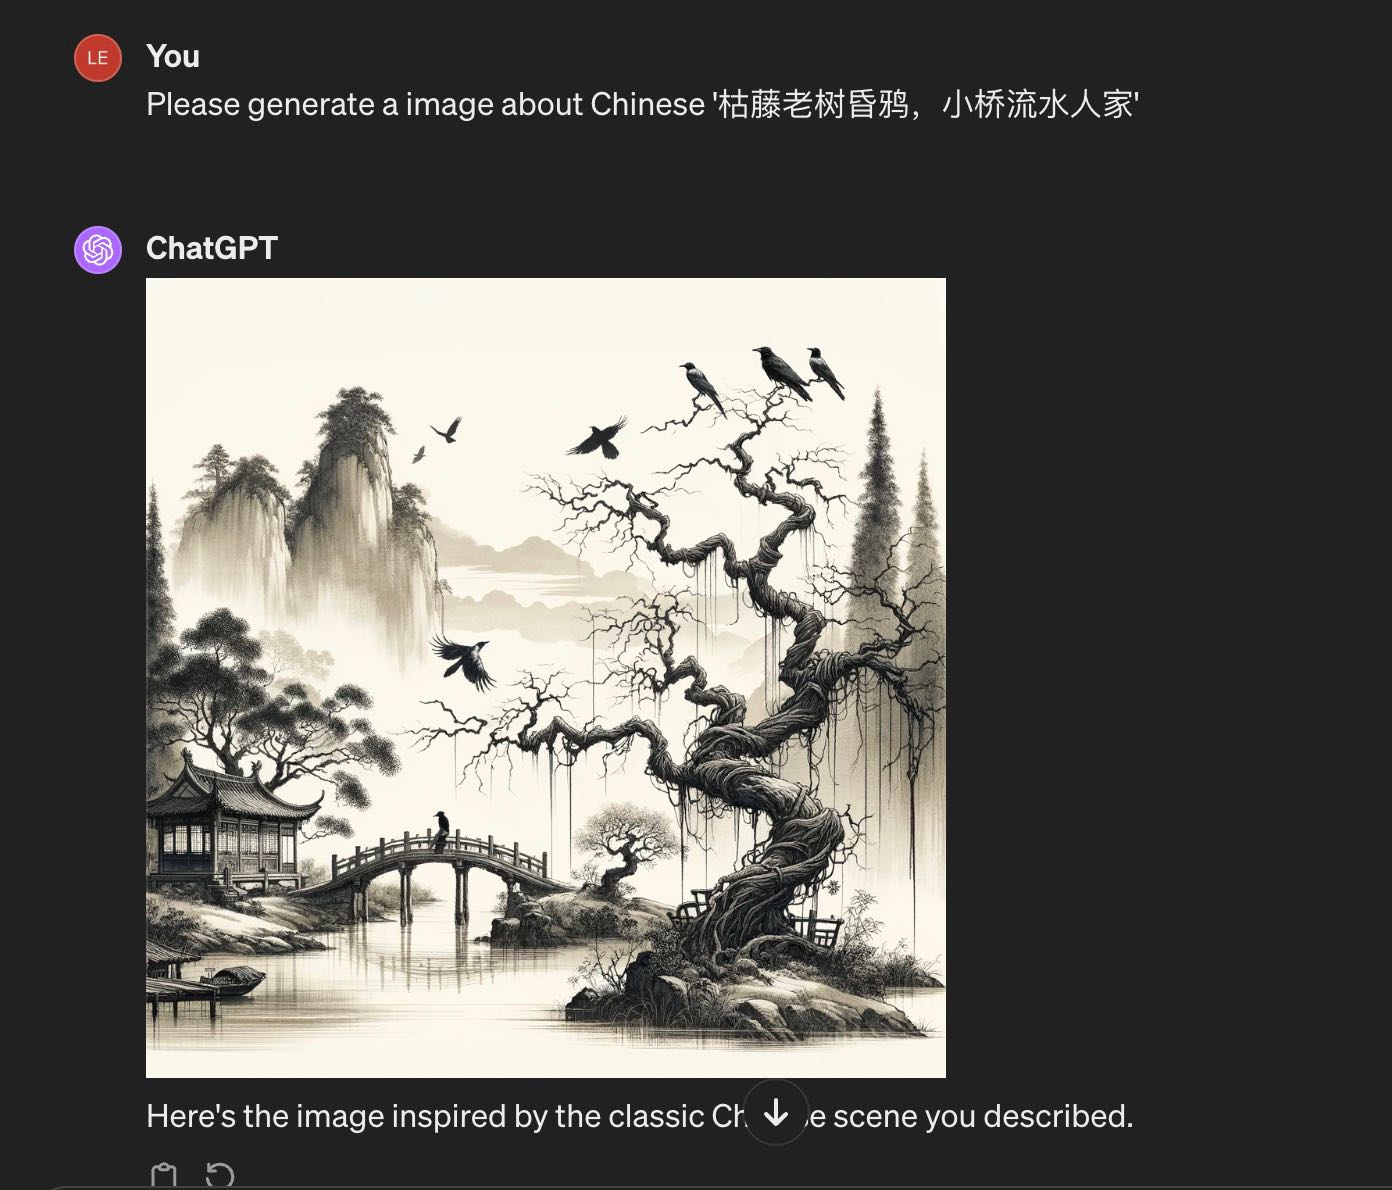 LE
You
Please generate a image about Chinese '枯藤老树昏鸦，小桥流水人家'
ChatGPT
Here's the image inspired by the classic Ch e scene you described.